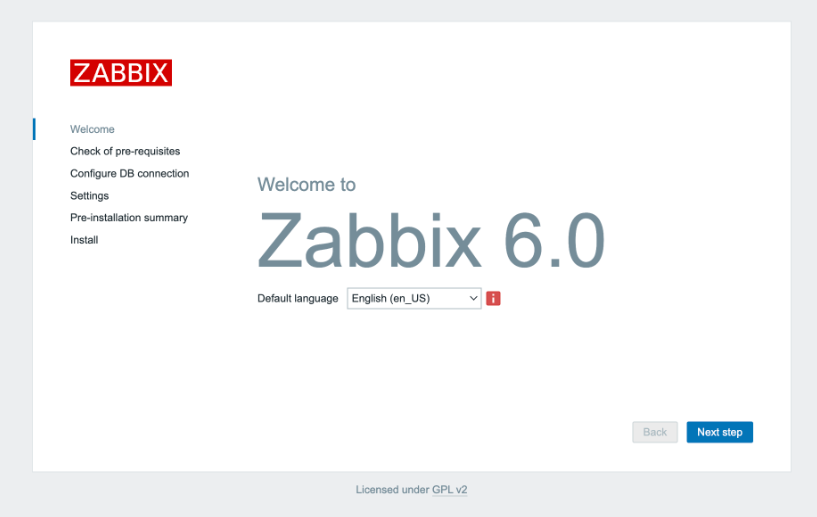 ZABBIX
Welcome
Check of pre-requisites
Configure DB connection
Settings
Pre-installation summary
Install
Welcome to
Zabbix 6.0
Default language English (en_US) i
Back Next step
Licensed under GPL v2